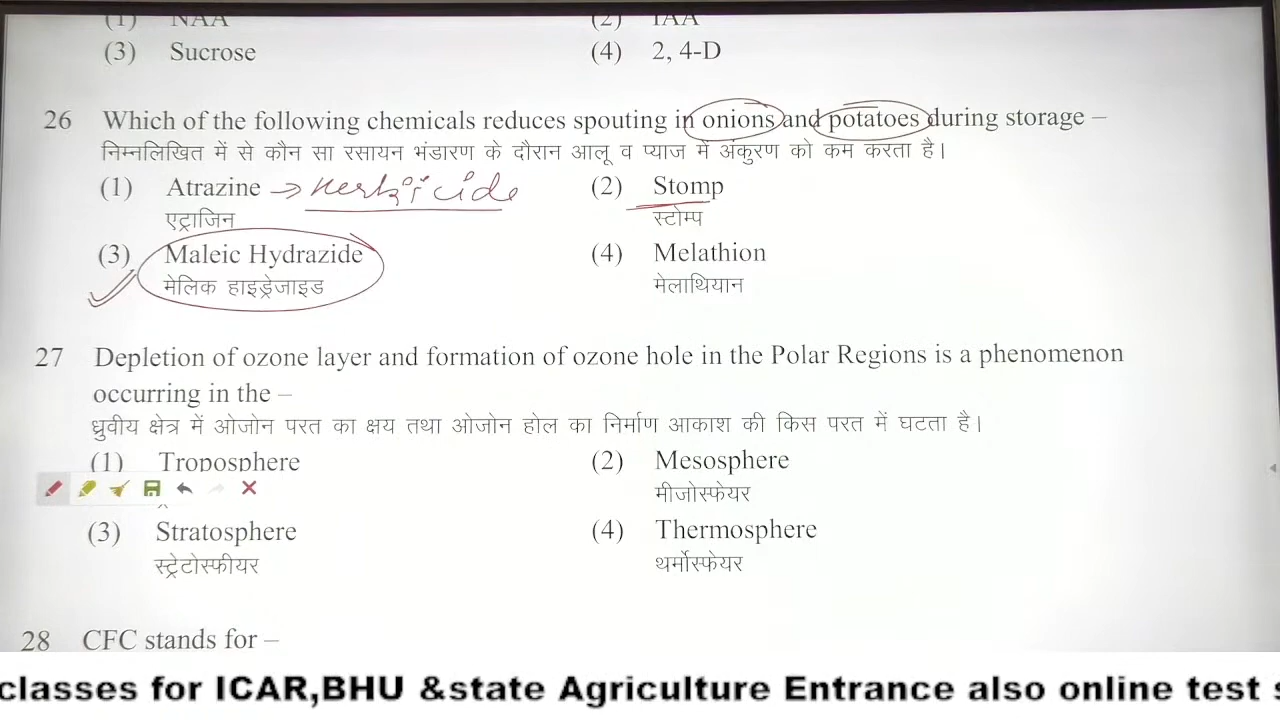 (1) NAA (2) IAA
(3) Sucrose (4) 2, 4-D
26 Which of the following chemicals reduces spouting in onions and potatoes during storage –
निम्नलिखित में से कौन सा रसायन भंडारण के दौरान आलू व प्याज में अंकुरण को कम करता है।
(1) Atrazine → herbicide (2) Stomp
एट्राजिन स्टोम्प
(3) Maleic Hydrazide (4) Melathion
मेलिक हाइड्रेजाइड मेलाथियान
27 Depletion of ozone layer and formation of ozone hole in the Polar Regions is a phenomenon
occurring in the –
ध्रुवीय क्षेत्र में ओजोन परत का क्षय तथा ओजोन होल का निर्माण आकाश की किस परत में घटता है।
(1) Troposphere (2) Mesosphere
मीजोस्फेयर
(3) Stratosphere (4) Thermosphere
स्ट्रेटोस्फीयर थर्मोस्फेयर
28 CFC stands for –
classes for ICAR,BHU &state Agriculture Entrance also online test